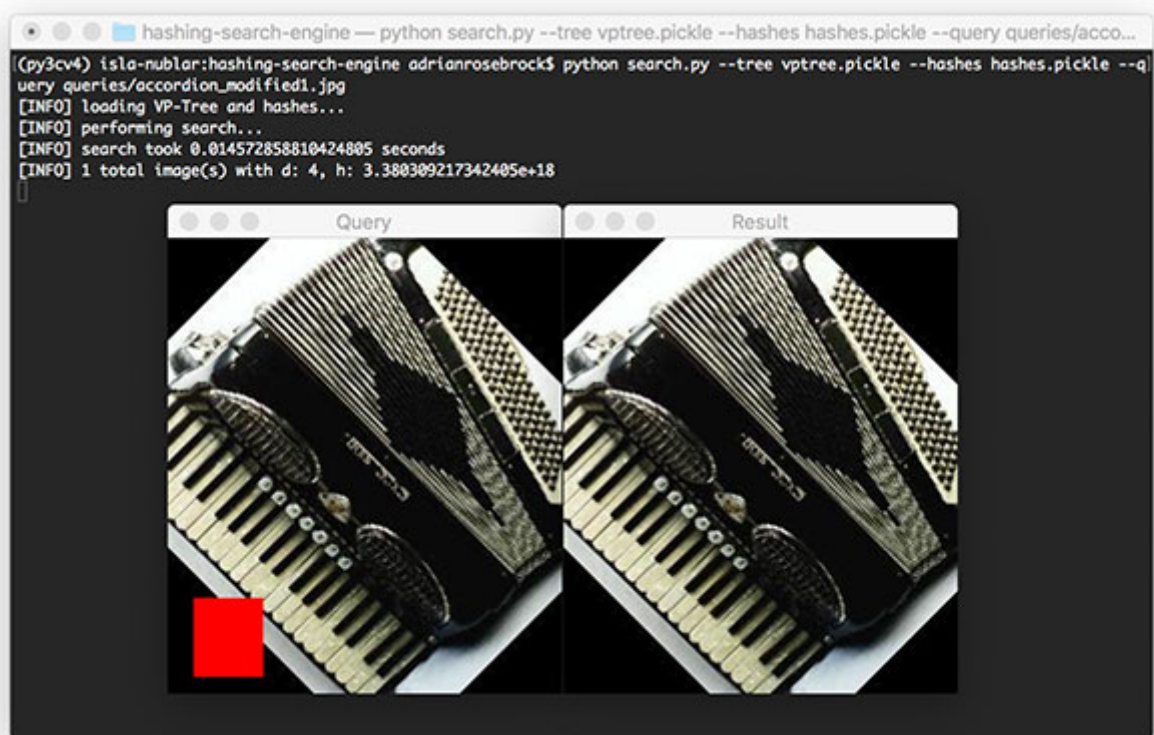 hashing-search-engine — python search.py --tree vptree.pickle --hashes hashes.pickle --query queries/acco...
(py3cv4) isla-nublar:hashing-search-engine adrianrosebrock$ python search.py --tree vptree.pickle --hashes hashes.pickle --q
uery queries/accordion_modified1.jpg
[INFO] loading VP-Tree and hashes...
[INFO] performing search...
[INFO] search took 0.014572858810424805 seconds
[INFO] 1 total image(s) with d: 4, h: 3.380309217342405e+18
Query
Result